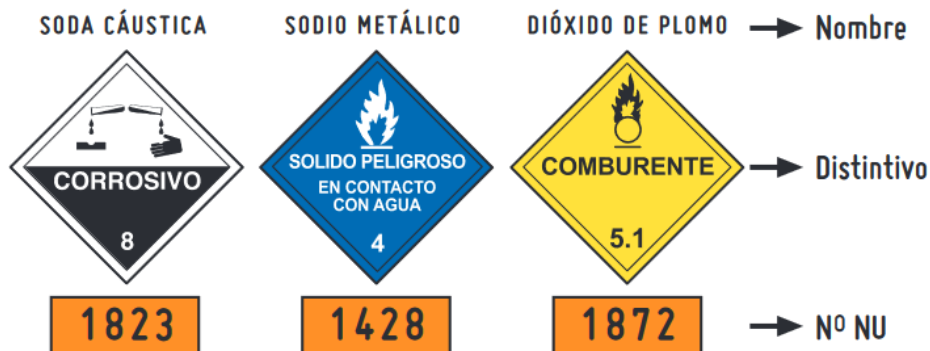 SODA CÁUSTICA SODIO METÁLICO DIÓXIDO DE PLOMO Nombre
CORROSIVO
8
SOLIDO PELIGROSO
EN CONTACTO
CON AGUA
4
COMBURENTE
5.1
Distintivo
1823 1428 1872 Nº NU